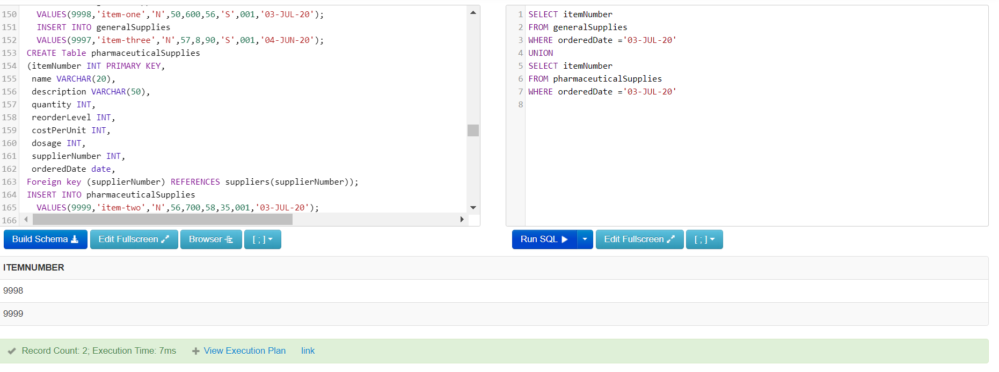 150 VALUES(9998,'item-one','N',50,600,56,'S',001,'03-JUL-20');
151 INSERT INTO generalSupplies
152 VALUES(9997,'item-three','N',57,8,90,'S',001,'04-JUN-20');
153 CREATE Table pharmaceuticalSupplies
154 (itemNumber INT PRIMARY KEY,
155 name VARCHAR(20),
156 description VARCHAR(50),
157 quantity INT,
158 reorderLevel INT,
159 costPerUnit INT,
160 dosage INT,
161 supplierNumber INT,
162 orderedDate date,
163 Foreign key (supplierNumber) REFERENCES suppliers(supplierNumber));
164 INSERT INTO pharmaceuticalSupplies
165 VALUES(9999,'item-two','N',56,700,58,35,001,'03-JUL-20');
166
1 SELECT itemNumber
2 FROM generalSupplies
3 WHERE orderedDate ='03-JUL-20'
4 UNION
5 SELECT itemNumber
6 FROM pharmaceuticalSupplies
7 WHERE orderedDate ='03-JUL-20'
8
Build Schema Edit Fullscreen Browser [ ; ]
Run SQL Edit Fullscreen [ ; ]
ITEMNUMBER
9998
9999
Record Count: 2; Execution Time: 7ms View Execution Plan link